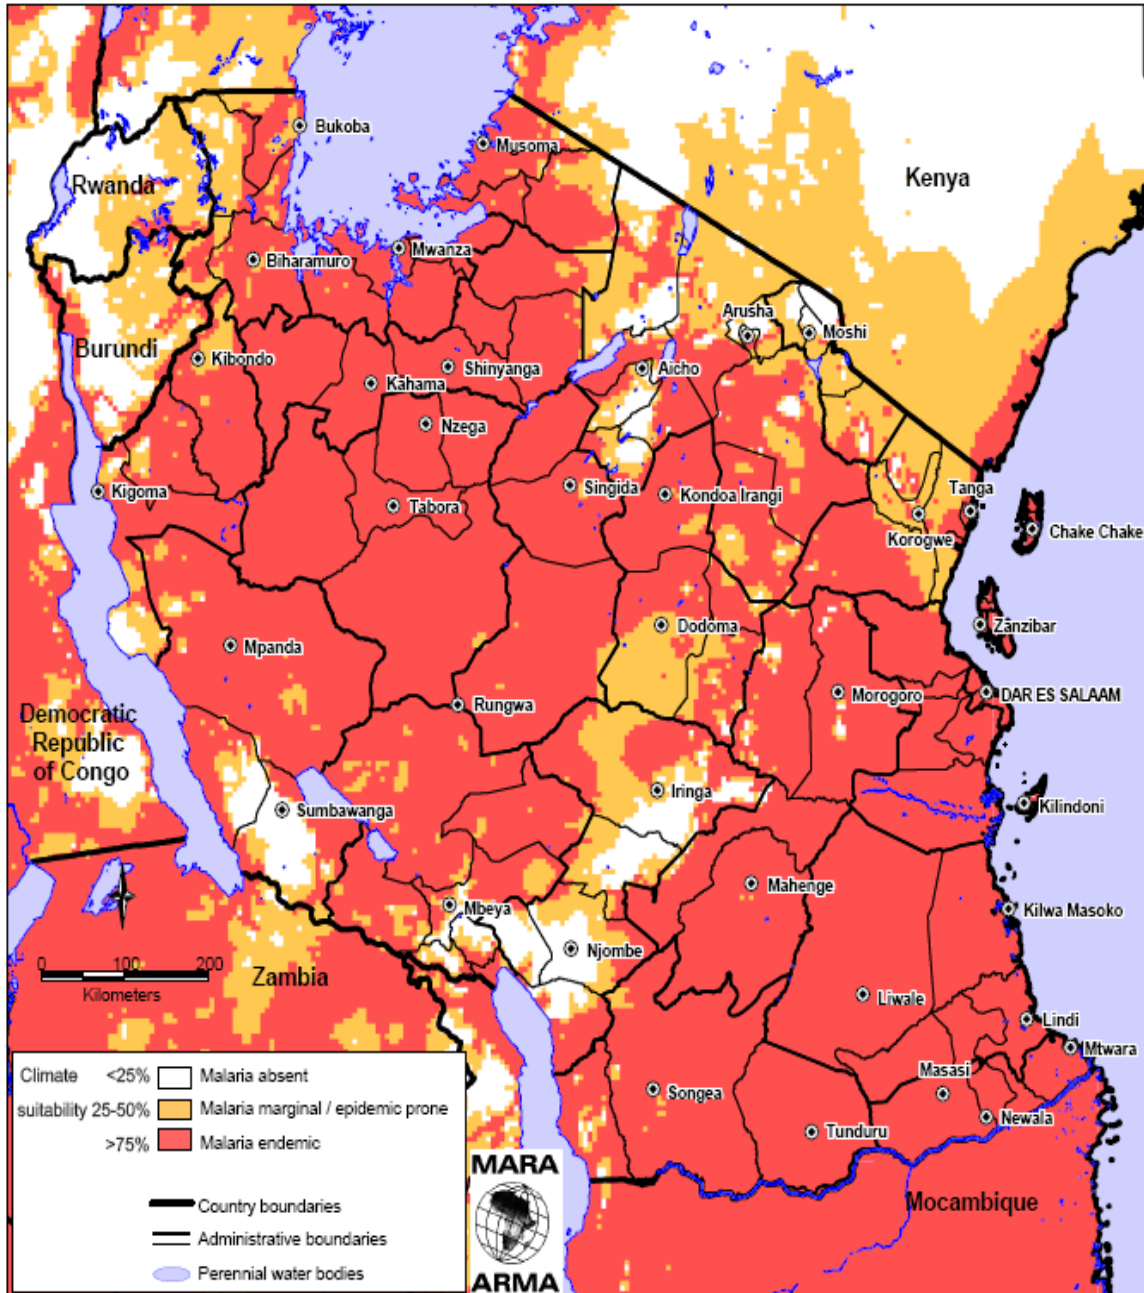 Bukoba
Musoma
Rwanda
Kenya
Mwanza
Biharamuro
Arusha
Moshi
Burundi
Kibondo
Shinyanga
Aicho
Kahama
Nzega
Kigoma
Singida
Kondoa Irangi
Tanga
Tabora
Korogwe
Chake Chake
Dodoma
Zanzibar
Mpanda
Morogoro
DAR ES SALAAM
Rungwa
Democratic
Republic
of Congo
Iringa
Kilindoni
Sumbawanga
Mahenge
Mbeya
Kilwa Masoko
Njombe
0 100 200
Kilometers
Zambia
Liwale
Lindi
Mtwara
Masasi
Songea
Newala
Tunduru
Mocambique
Climate <25% Malaria absent
suitability 25-50% Malaria marginal / epidemic prone
>75% Malaria endemic
Country boundaries
Administrative boundaries
Perennial water bodies
MARA
ARMA